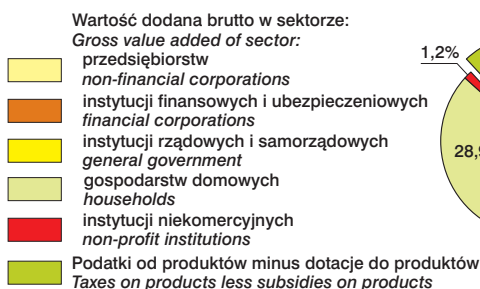 Wartość dodana brutto w sektorze:
Gross value added of sector:
przedsiębiorstw
non-financial corporations
instytucji finansowych i ubezpieczeniowych
financial corporations
instytucji rządowych i samorządowych
general government
gospodarstw domowych
households
instytucji niekomercyjnych
non-profit institutions
Podatki od produktów minus dotacje do produktów
Taxes on products less subsidies on products
1,2%